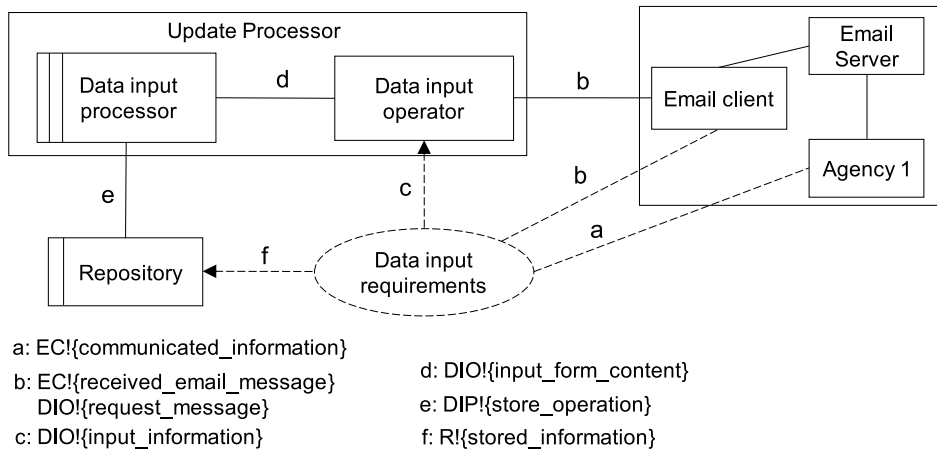 Update Processor
Email
Server
Data input
processor
d
Data input
operator
b
Email client
Agency 1
e
c
b
a
Repository
f
Data input
requirements
a: EC!{communicated_information}
b: EC!{received_email_message}
DIO!{request_message}
c: DIO!{input_information}
d: DIO!{input_form_content}
e: DIP!{store_operation}
f: R!{stored_information}